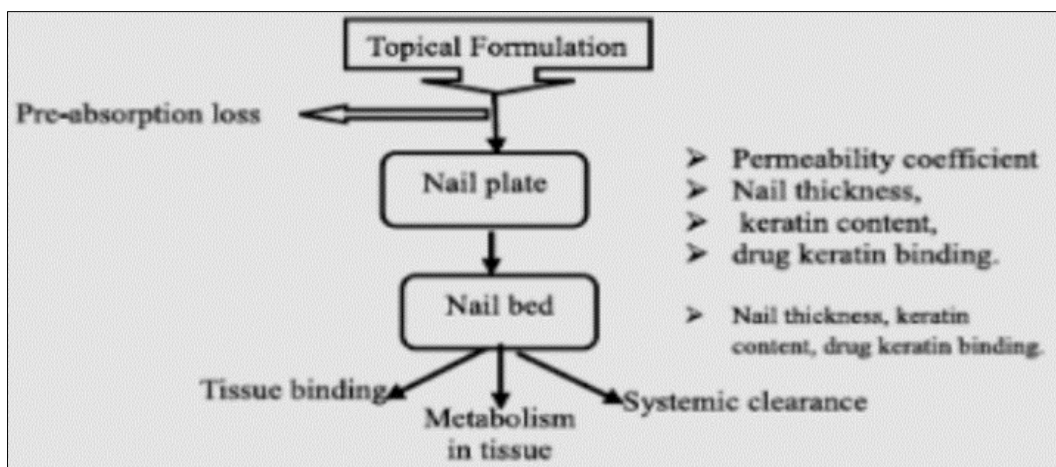 Topical Formulation
Pre-absorption loss
Nail plate
➢ Permeability coefficient
➢ Nail thickness,
➢ keratin content,
➢ drug keratin binding.
Nail bed
➢ Nail thickness, keratin
content, drug keratin binding.
Tissue binding
Metabolism
in tissue
Systemic clearance